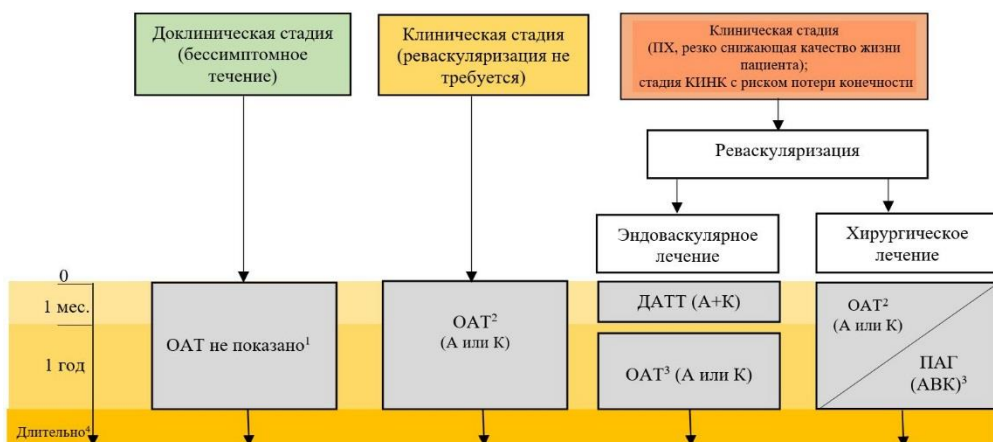 Доклиническая стадия
(бессимптомное
течение)
Клиническая стадия
(реваскуляризация не
требуется)
Клиническая стадия
(ПХ, резко снижающая качество жизни
пациента);
стадия КИНК с риском потери конечности
Реваскуляризация
Эндоваскулярное
лечение
Хирургическое
лечение
0
1 мес.
1 год
Длительно⁴
ОАТ не показано¹
ОАТ²
(А или К)
ДАТТ (А+К)
ОАТ³ (А или К)
ОАТ²
(А или К)
ПАГ
(АВК)³